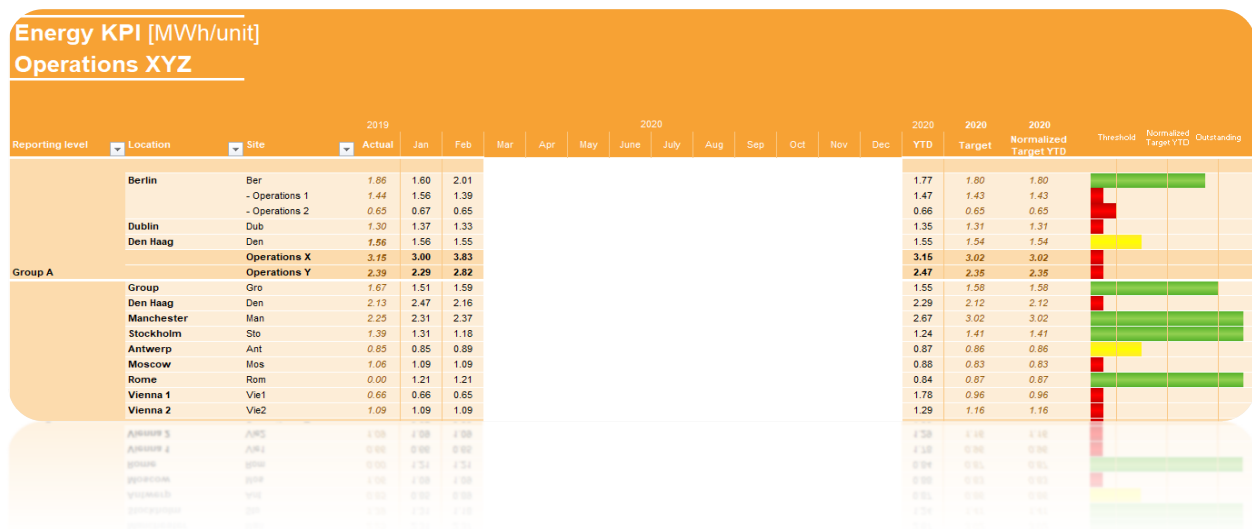 Energy KPI [MWh/unit]
Operations XYZ
2019 2020 2020 2020 2020
Reporting level Location Site Actual Jan Feb Mar Apr May June July Aug Sep Oct Nov Dec YTD Target Normalized Target YTD Threshold Normalized Target YTD Outstanding
Berlin Ber 1.86 1.60 2.01 1.77 1.80 1.80
- Operations 1 1.44 1.56 1.39 1.47 1.43 1.43
- Operations 2 0.65 0.67 0.65 0.66 0.65 0.65
Dublin Dub 1.30 1.37 1.33 1.35 1.31 1.31
Den Haag Den 1.56 1.56 1.55 1.55 1.54 1.54
Operations X 3.15 3.00 3.83 3.15 3.02 3.02
Group A Operations Y 2.39 2.29 2.82 2.47 2.35 2.35
Group Gro 1.67 1.51 1.59 1.55 1.58 1.58
Den Haag Den 2.13 2.47 2.16 2.29 2.12 2.12
Manchester Man 2.25 2.31 2.37 2.67 3.02 3.02
Stockholm Sto 1.39 1.31 1.18 1.24 1.41 1.41
Antwerp Ant 0.85 0.85 0.89 0.87 0.86 0.86
Moscow Mos 1.06 1.09 1.09 0.88 0.83 0.83
Rome Rom 0.00 1.21 1.21 0.84 0.87 0.87
Vienna 1 Vie1 0.66 0.66 0.65 1.78 0.96 0.96
Vienna 2 Vie2 1.09 1.09 1.09 1.29 1.16 1.16